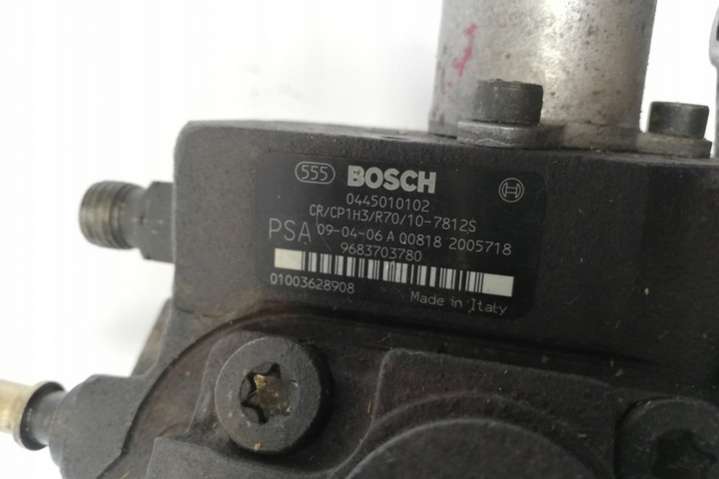 555 BOSCH
0445010102
CR/CP1H3/R70/10-7812S
PSA 09-04-06 A Q0818 2005718
9683703780
01003628908 Made in Italy